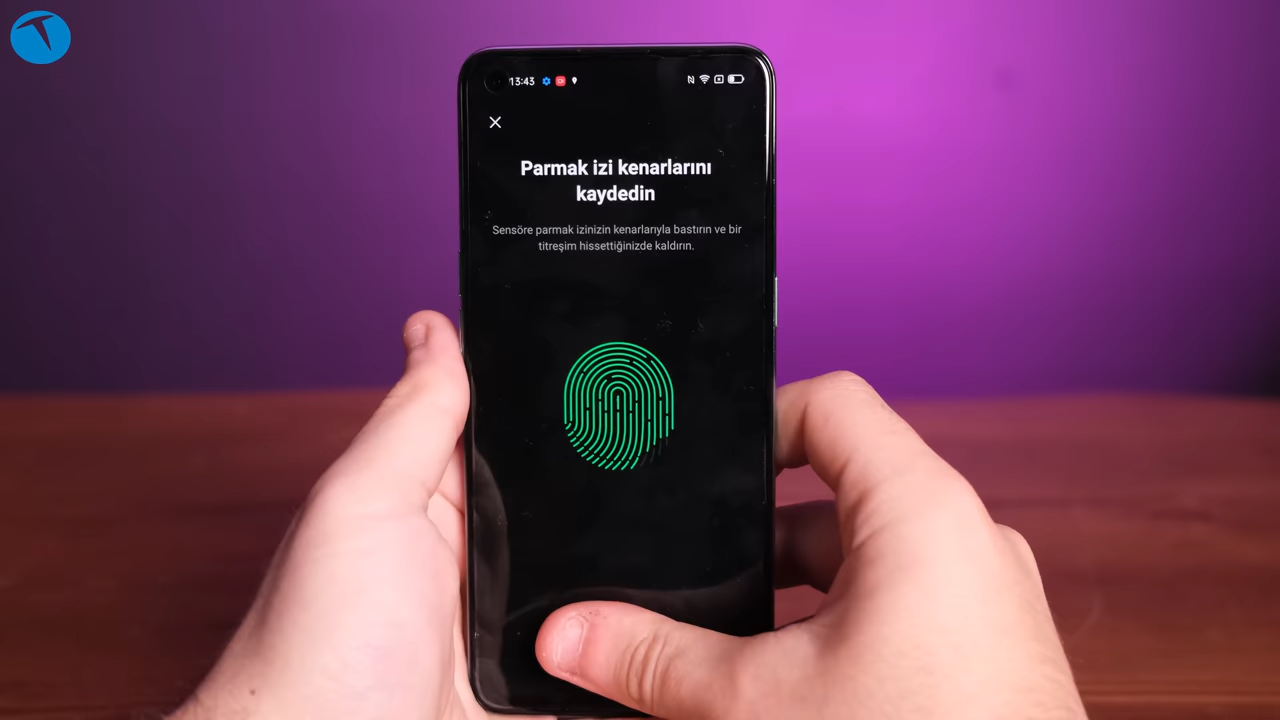 13:43
Parmak izi kenarlarını
kaydedin
Sensöre parmak izinizin kenarlarıyla bastırın ve bir
titreşim hissettiğinizde kaldırın.